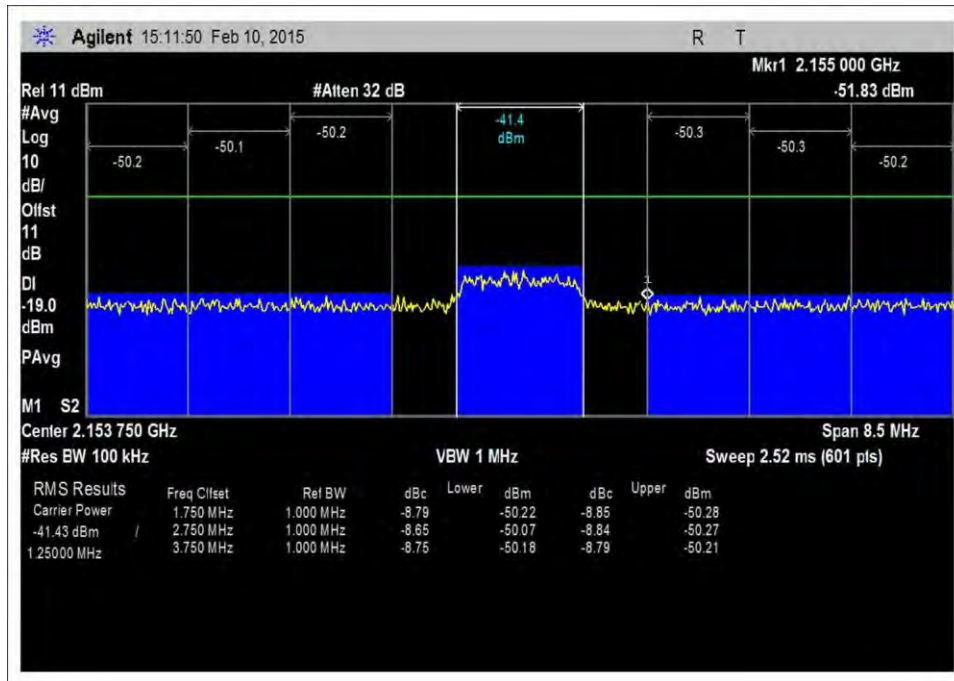 Agilent 15:11:50 Feb 10, 2015 R T
Mkr1 2.155 000 GHz
Rel 11 dBm #Atten 32 dB -51.83 dBm
#Avg
Log
10
dB/
Offst
11
dB
DI
-19.0
dBm
PAvg
M1 S2
-50.2 -50.1 -50.2 -41.4 dBm -50.3 -50.3 -50.2
1
Center 2.153 750 GHz Span 8.5 MHz
#Res BW 100 kHz VBW 1 MHz Sweep 2.52 ms (601 pts)
RMS Results Freq Clfset Ref BW dBc Lower dBm dBc Upper dBm
Carrier Power 1.750 MHz 1.000 MHz -8.79 -50.22 -8.85 -50.28
-41.43 dBm / 2.750 MHz 1.000 MHz -8.65 -50.07 -8.84 -50.27
1.25000 MHz 3.750 MHz 1.000 MHz -8.75 -50.18 -8.79 -50.21